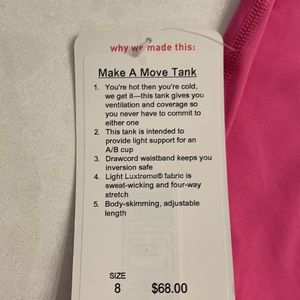 why we made this:
Make A Move Tank
1. You're hot then you're cold,
we get it—this tank gives you
ventilation and coverage so
you never have to commit to
either one
2. This tank is intended to
provide light support for an
A/B cup
3. Drawcord waistband keeps you
inversion safe
4. Light Luxtreme® fabric is
sweat-wicking and four-way
stretch
5. Body-skimming, adjustable
length
SIZE
8 $68.00